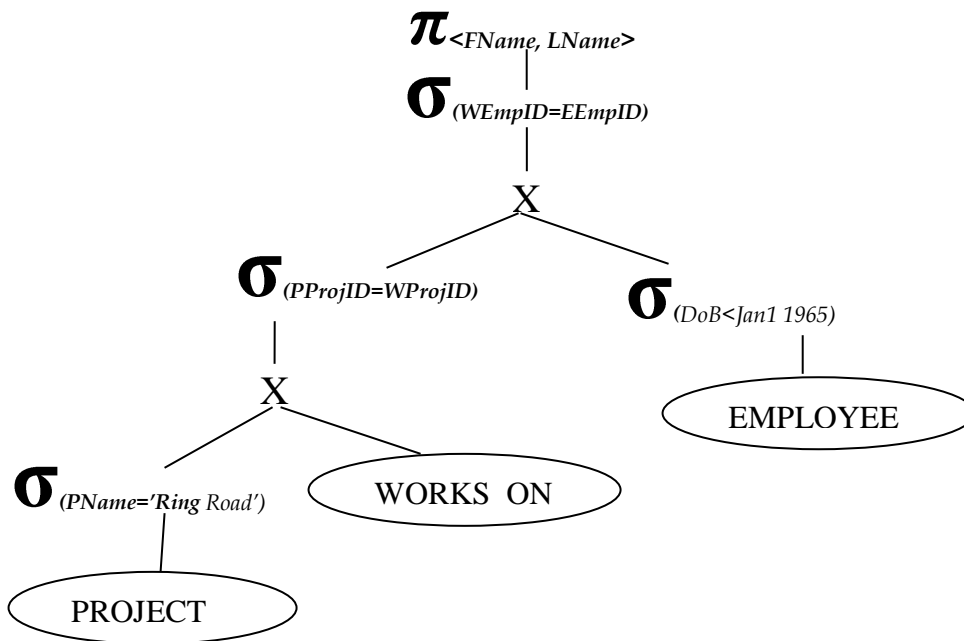 π<FName, LName>
σ(WEmpID=EEmpID)
X
σ(PProjID=WProjID)
σ(DoB<Jan1 1965)
X
EMPLOYEE
σ(PName='Ring Road')
WORKS ON
PROJECT